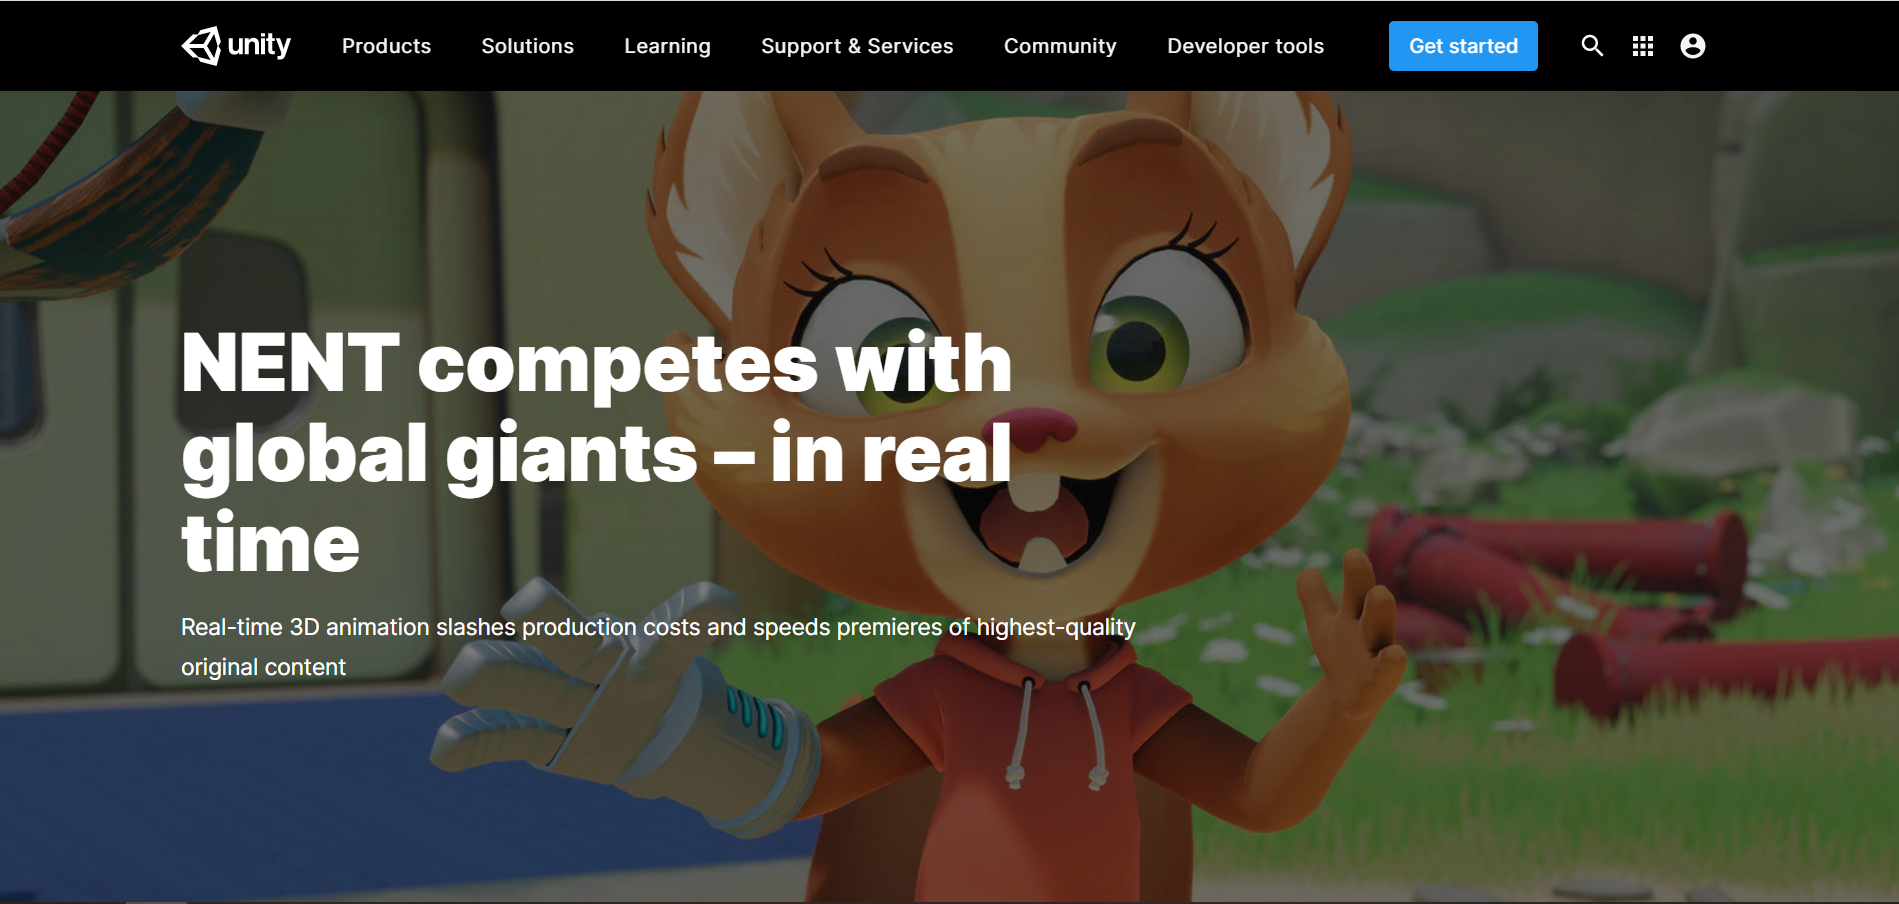 unity
Products
Solutions
Learning
Support & Services
Community
Developer tools
Get started
NENT competes with
global giants – in real
time
Real-time 3D animation slashes production costs and speeds premieres of highest-quality
original content